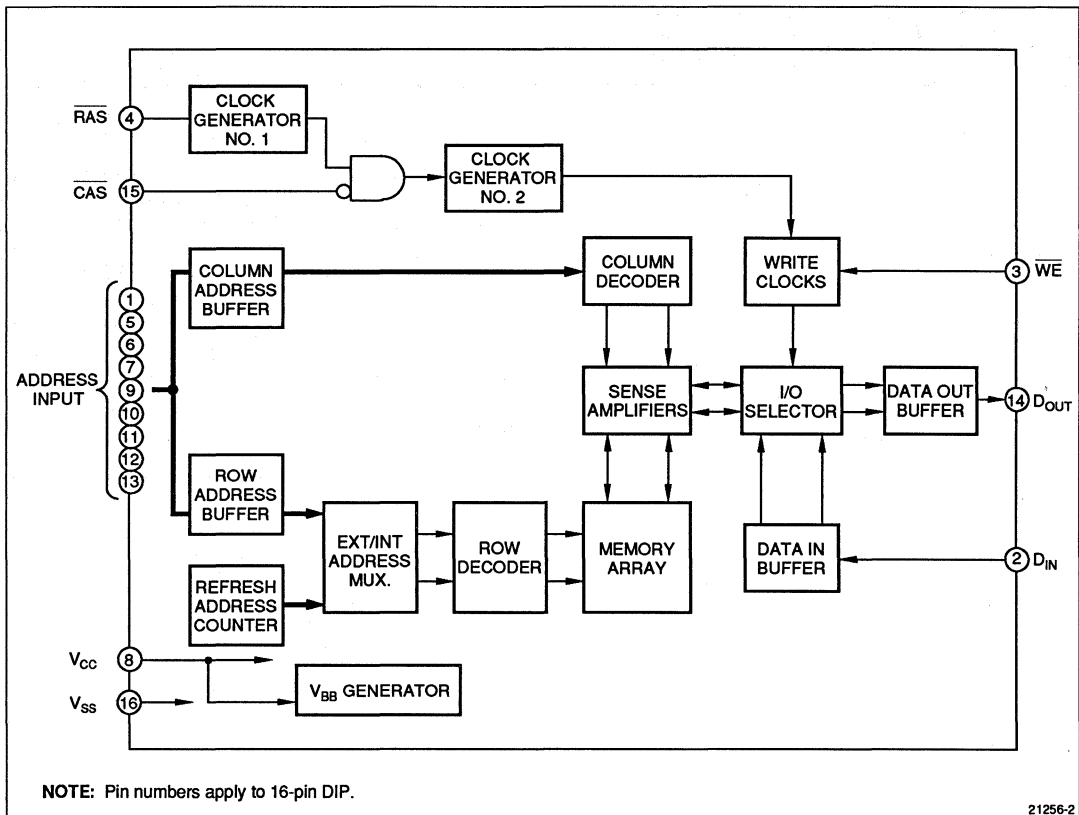 RAS
4
CLOCK
GENERATOR
NO. 1
CAS
15
CLOCK
GENERATOR
NO. 2
COLUMN
ADDRESS
BUFFER
COLUMN
DECODER
WRITE
CLOCKS
3
WE
ADDRESS
INPUT
1
5
6
7
9
10
11
12
13
SENSE
AMPLIFIERS
I/O
SELECTOR
DATA OUT
BUFFER
14
DOUT
ROW
ADDRESS
BUFFER
EXT/INT
ADDRESS
MUX.
ROW
DECODER
MEMORY
ARRAY
DATA IN
BUFFER
2
DIN
REFRESH
ADDRESS
COUNTER
VCC
8
VBB GENERATOR
VSS
16
NOTE: Pin numbers apply to 16-pin DIP.
21256-2